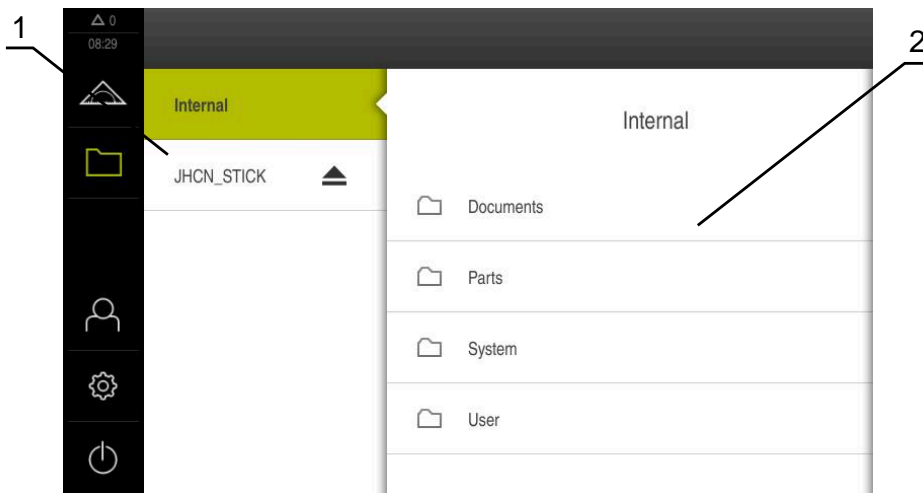 1
2
0
08:29
Internal
JHCN_STICK
Internal
Documents
Parts
System
User